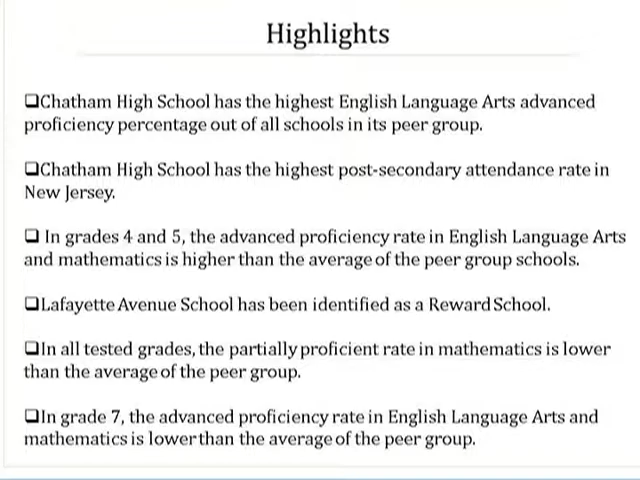 Highlights
❑Chatham High School has the highest English Language Arts advanced
proficiency percentage out of all schools in its peer group.
❑Chatham High School has the highest post-secondary attendance rate in
New Jersey.
❑ In grades 4 and 5, the advanced proficiency rate in English Language Arts
and mathematics is higher than the average of the peer group schools.
❑Lafayette Avenue School has been identified as a Reward School.
❑In all tested grades, the partially proficient rate in mathematics is lower
than the average of the peer group.
❑In grade 7, the advanced proficiency rate in English Language Arts and
mathematics is lower than the average of the peer group.